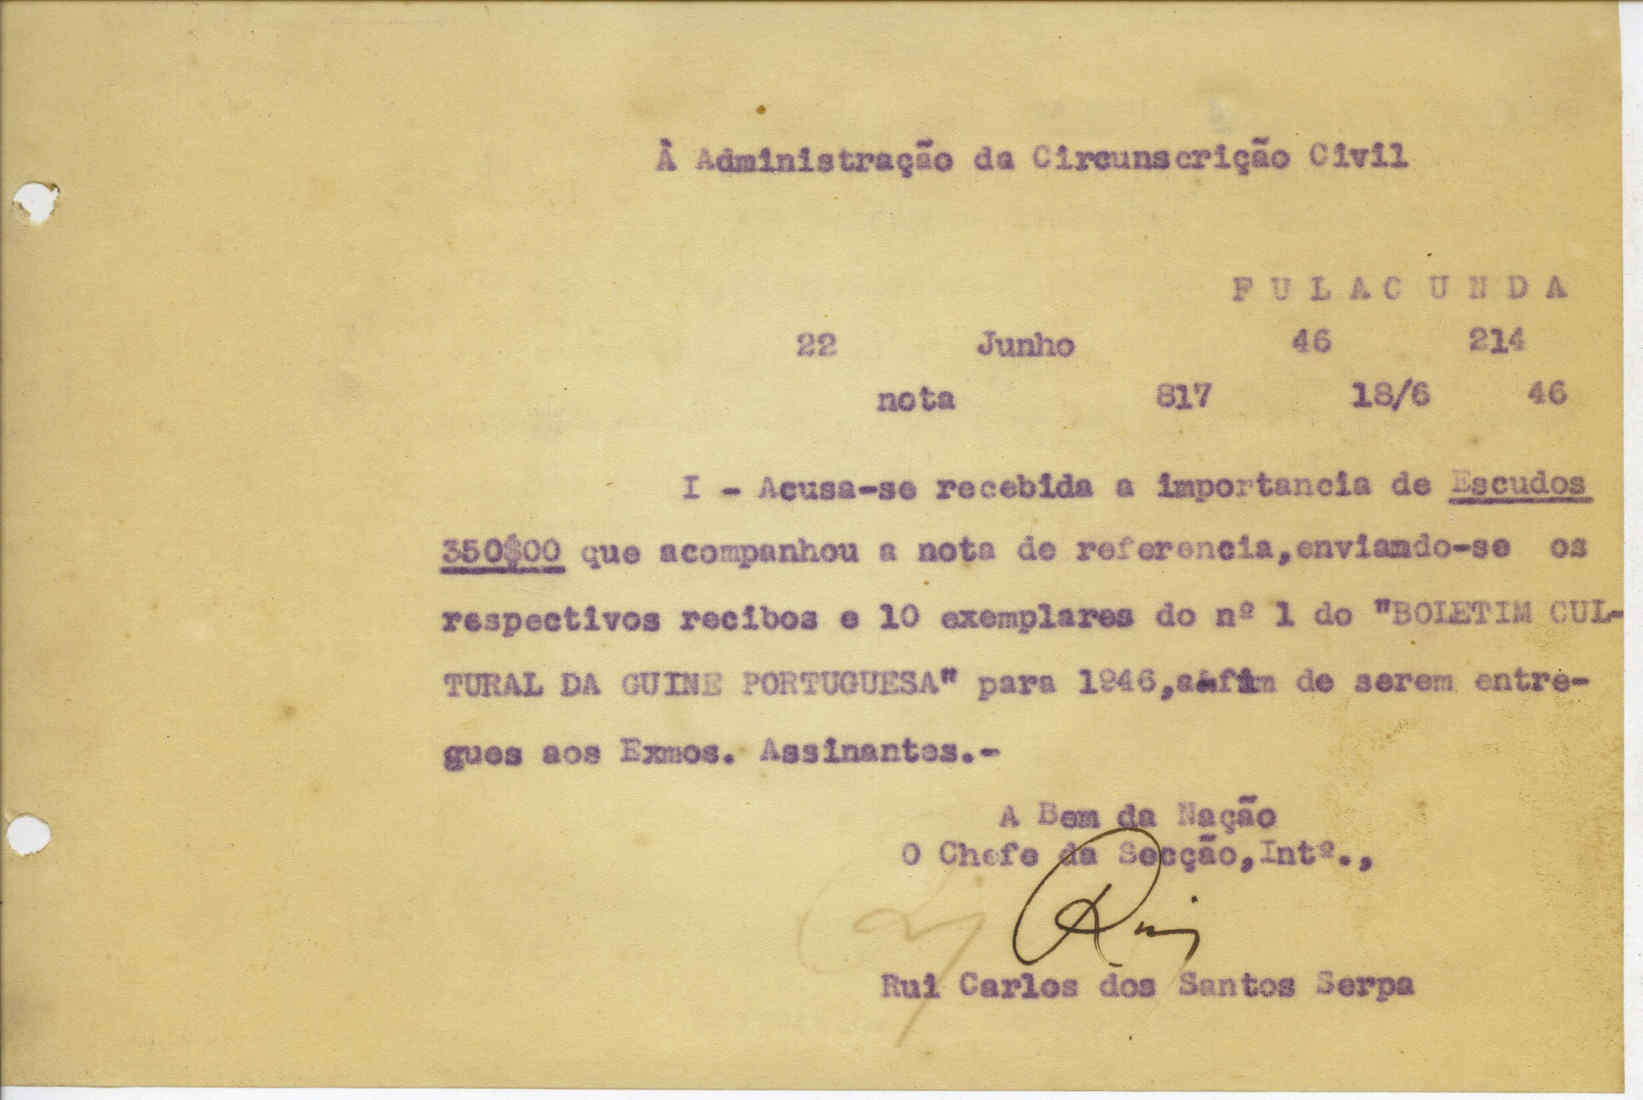 À Administração da Circunscrição Civil
FULACUNDA
22 Junho 46 214
nota 817 18/6 46
I - Acusa-se recebida a importancia de Escudos
350$00 que acompanhou a nota de referencia,enviando-se os
respectivos recibos e 10 exemplares do nº 1 do "BOLETIM CUL-
TURAL DA GUINE PORTUGUESA" para 1946,a fim de serem entre-
gues aos Exmos. Assinantes.-
A Bem da Nação
O Chefe da Secção,Intº.,
Rui
Rui Carlos dos Santos Serpa